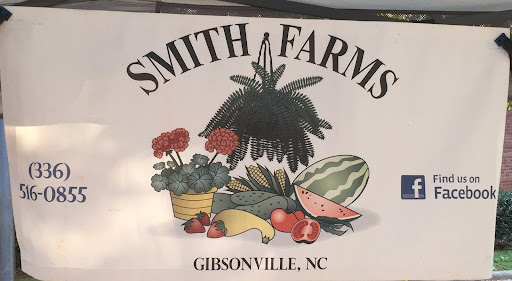 SMITH FARMS
(336)
516-0855
f Find us on
Facebook
GIBSONVILLE, NC